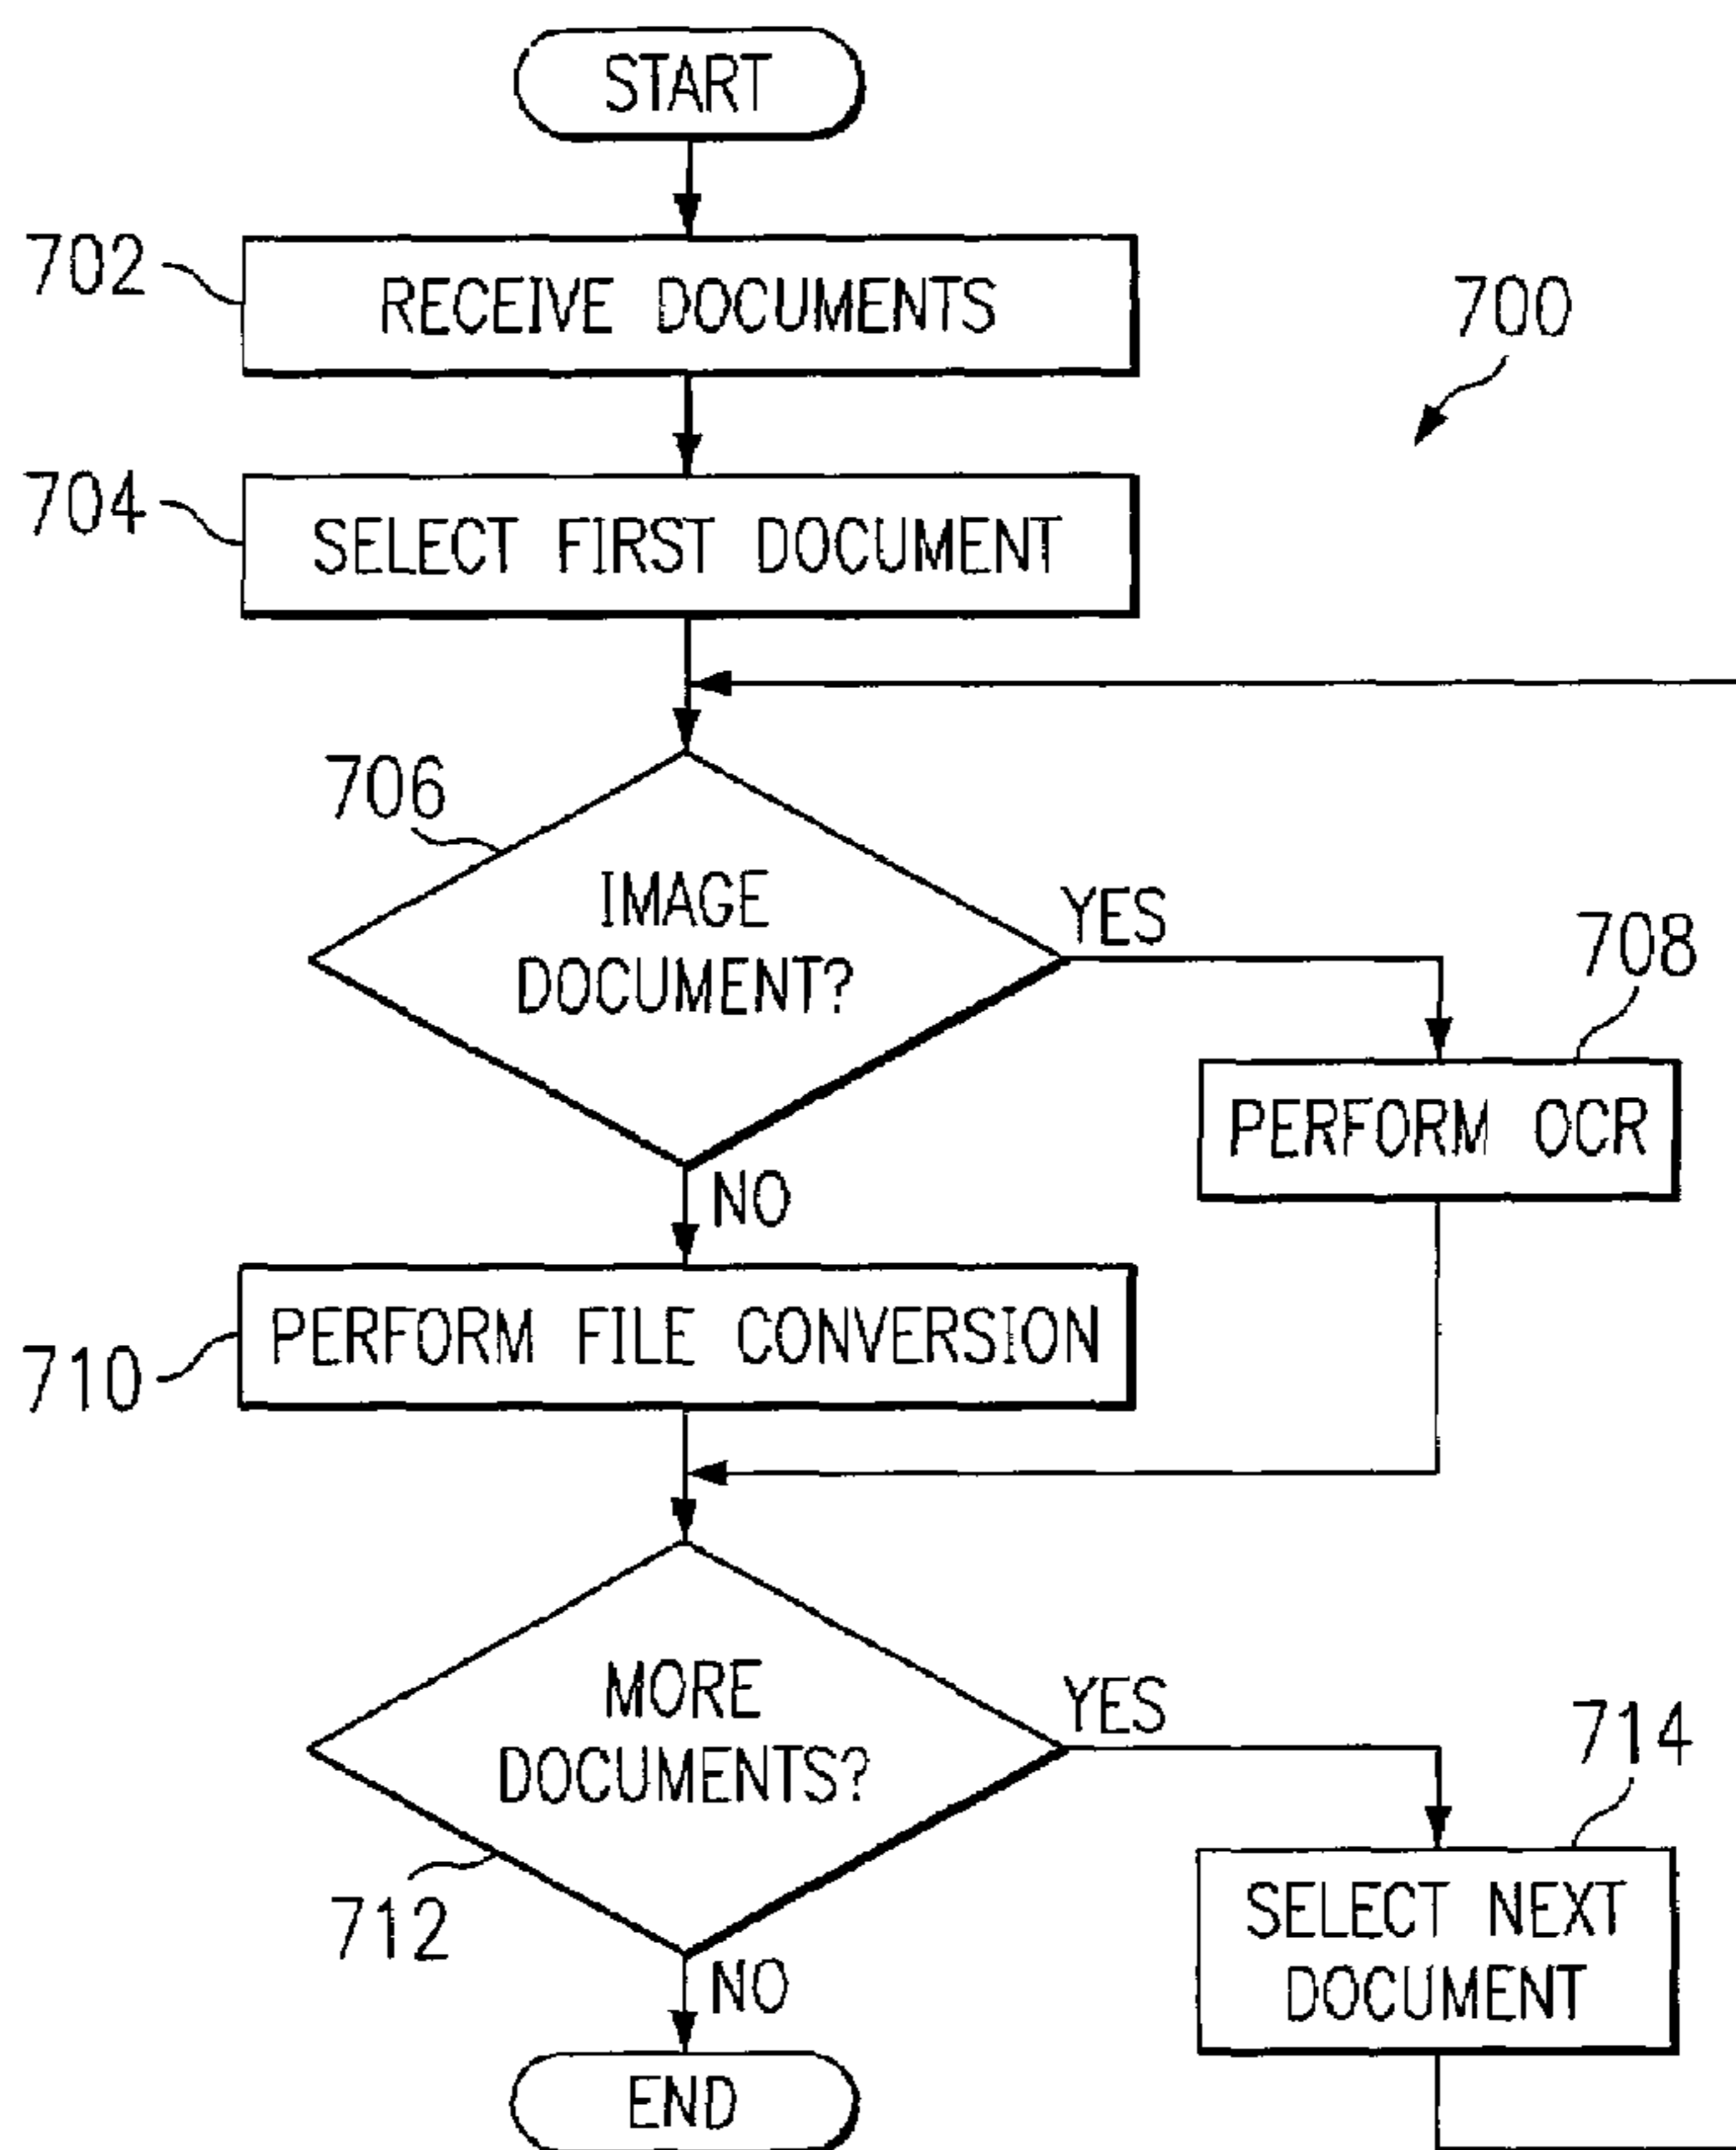 START
702
RECEIVE DOCUMENTS
700
704
SELECT FIRST DOCUMENT
706
IMAGE
DOCUMENT?
YES
708
PERFORM OCR
NO
710
PERFORM FILE CONVERSION
MORE
DOCUMENTS?
YES
714
712
SELECT NEXT
DOCUMENT
NO
END